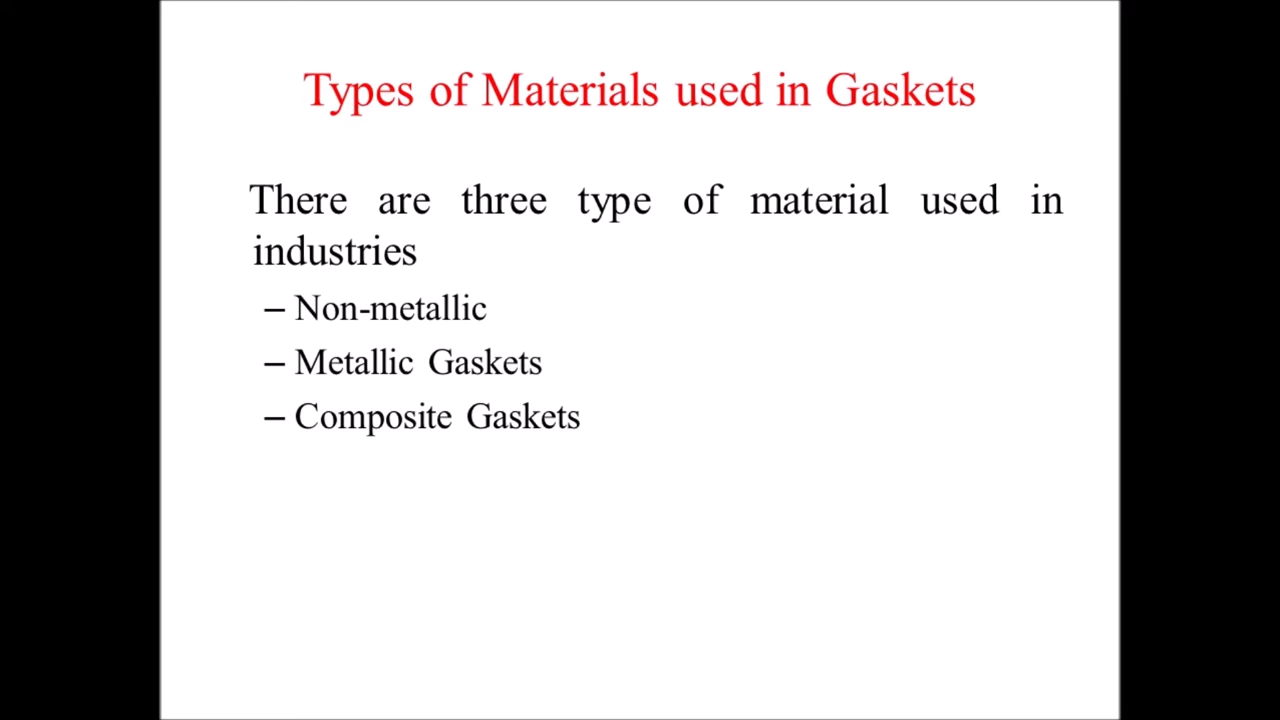 Types of Materials used in Gaskets
There are three type of material used in
industries
– Non-metallic
– Metallic Gaskets
– Composite Gaskets